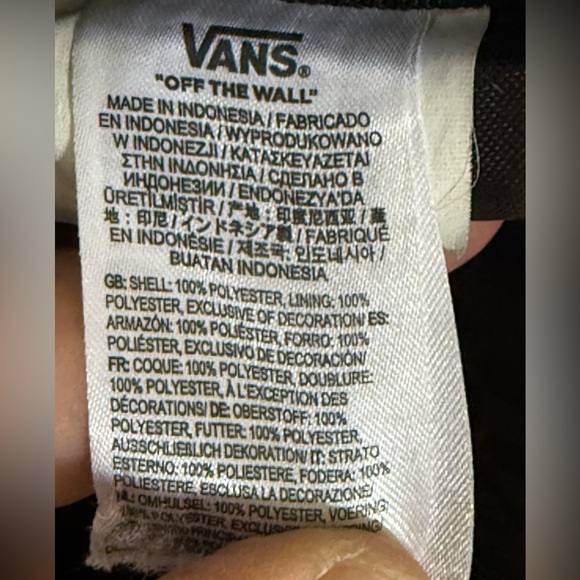 VANS®
"OFF THE WALL"
MADE IN INDONESIA / FABRICADO
EN INDONESIA / WYPRODUKOWANO
W INDONEZJI / ΚΑΤΑΣΚΕΥΑΖΕΤΑΙ
ΣΤΗΝ ΙΝΔΟΝΗΣΙΑ / СДЕЛАНО В
ИНДОНЕЗИИ / ENDONEZYA'DA
ÜRETİLMİŞTİR / 产地：印度尼西亚 / 產
地：印尼 / インドネシア製 / FABRIQUÉ
EN INDONÉSIE / 제조국: 인도네시아 /
BUATAN INDONESIA
GB: SHELL: 100% POLYESTER, LINING: 100%
POLYESTER, EXCLUSIVE OF DECORATION/ ES:
ARMAZÓN: 100% POLIÉSTER, FORRO: 100%
POLIÉSTER, EXCLUSIVO DE DECORACIÓN/
FR: COQUE: 100% POLYESTER, DOUBLURE:
100% POLYESTER, À L'EXCEPTION DES
DÉCORATIONS/ DE: OBERSTOFF: 100%
POLYESTER, FUTTER: 100% POLYESTER,
AUSSCHLIEßLICH DEKORATION/ IT: STRATO
ESTERNO: 100% POLIESTERE, FODERA: 100%
POLIESTERE, ESCLUSA LA DECORAZIONE/
NL: OMHULSEL: 100% POLYESTER, VOERING:
100% POLYESTER,